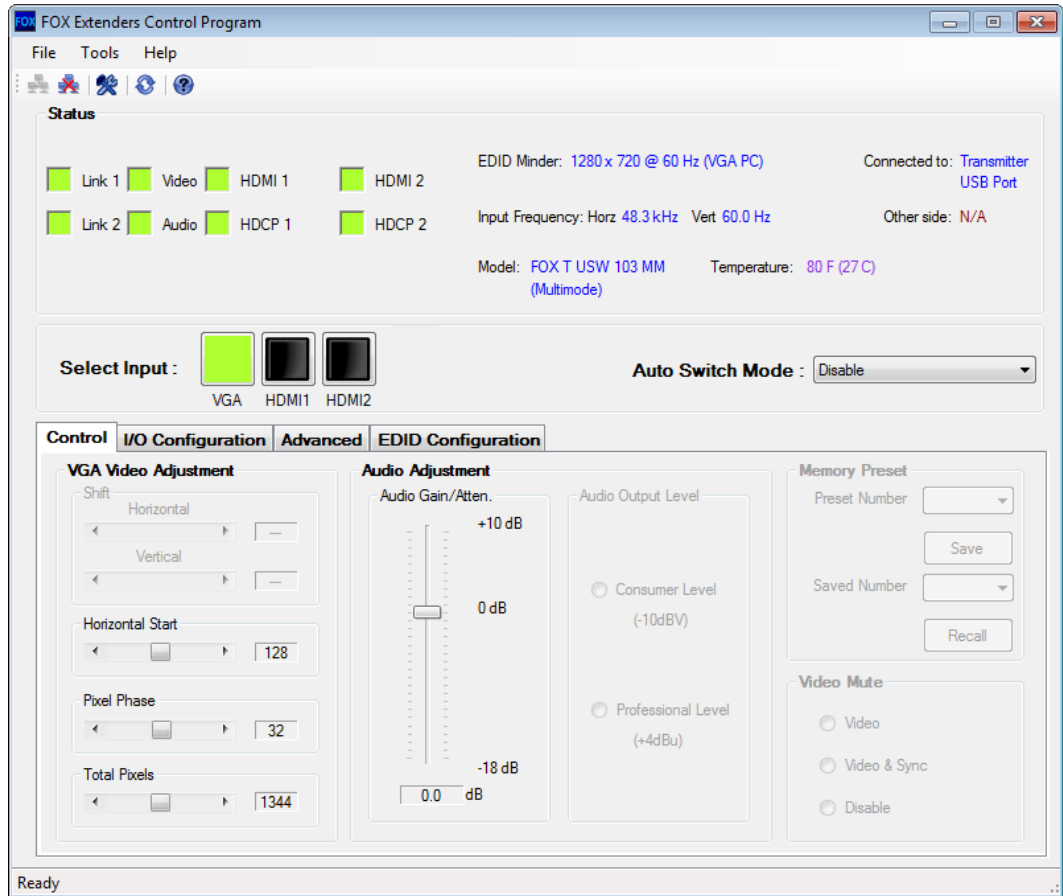 FOX FOX Extenders Control Program
File Tools Help
Status
Link 1 Video HDMI 1 HDMI 2
Link 2 Audio HDCP 1 HDCP 2
EDID Minder: 1280 x 720 @ 60 Hz (VGA PC)
Connected to: Transmitter
USB Port
Input Frequency: Horz 48.3 kHz Vert 60.0 Hz
Other side: N/A
Model: FOX T USW 103 MM
(Multimode)
Temperature: 80 F (27 C)
Select Input :
VGA HDMI1 HDMI2
Auto Switch Mode : Disable
Control I/O Configuration Advanced EDID Configuration
VGA Video Adjustment
Shift
Horizontal
---
Vertical
---
Horizontal Start
128
Pixel Phase
32
Total Pixels
1344
Audio Adjustment
Audio Gain/Atten.
+10 dB
0 dB
-18 dB
0.0 dB
Audio Output Level
Consumer Level
(-10dBV)
Professional Level
(+4dBu)
Memory Preset
Preset Number
Save
Saved Number
Recall
Video Mute
Video
Video & Sync
Disable
Ready